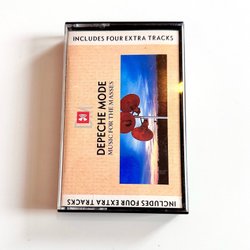 INCLUDES FOUR EXTRA TRACKS
DEPECHE MODE
MUSIC FOR THE MASSES
INCLUDES FOUR EXTRA TRACKS